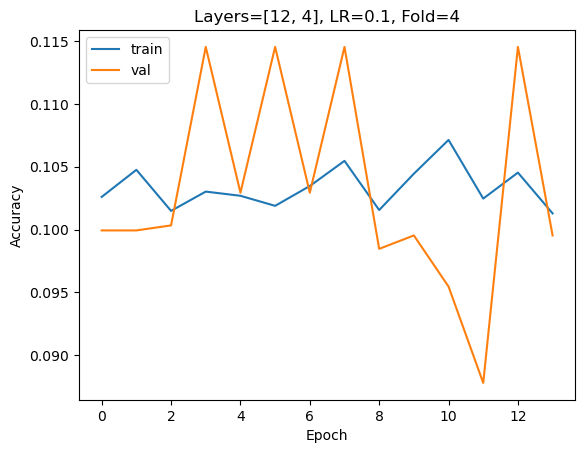 Layers=[12, 4], LR=0.1, Fold=4
train
val
0.115
0.110
0.105
0.100
0.095
0.090
Accuracy
0 2 4 6 8 10 12
Epoch